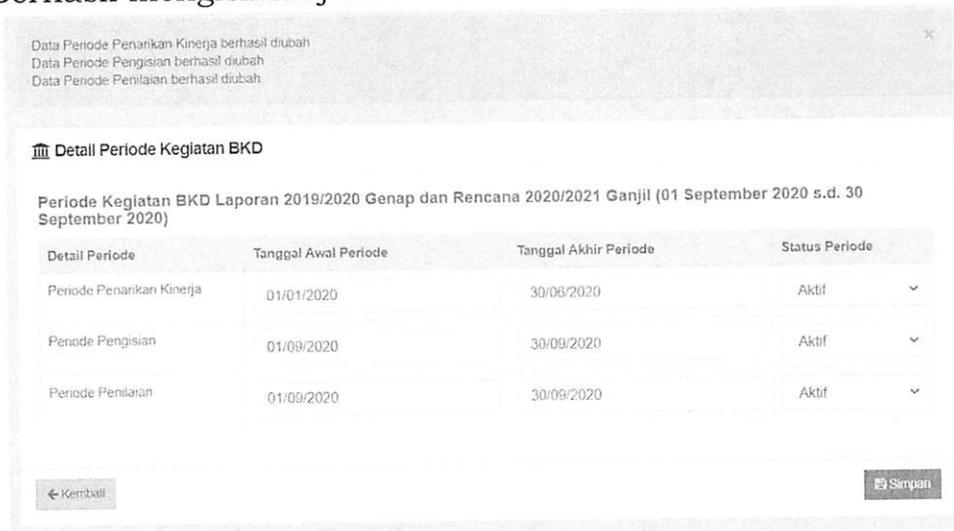 Data Periode Penarikan Kinerja berhasil diubah
Data Periode Pengisian berhasil diubah
Data Periode Penilaian berhasil diubah
×
Detail Periode Kegiatan BKD
Periode Kegiatan BKD Laporan 2019/2020 Genap dan Rencana 2020/2021 Ganjil (01 September 2020 s.d. 30
September 2020)
Detail Periode Tanggal Awal Periode Tanggal Akhir Periode Status Periode
Periode Penarikan Kinerja 01/01/2020 30/06/2020 Aktif
Periode Pengisian 01/09/2020 30/09/2020 Aktif
Periode Penilaian 01/09/2020 30/09/2020 Aktif
Kembali Simpan